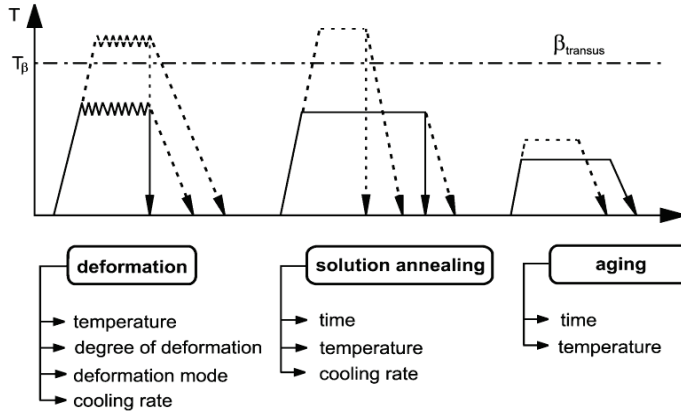 T
βtransus
Tβ
deformation
solution annealing
aging
temperature
degree of deformation
deformation mode
cooling rate
time
temperature
cooling rate
time
temperature